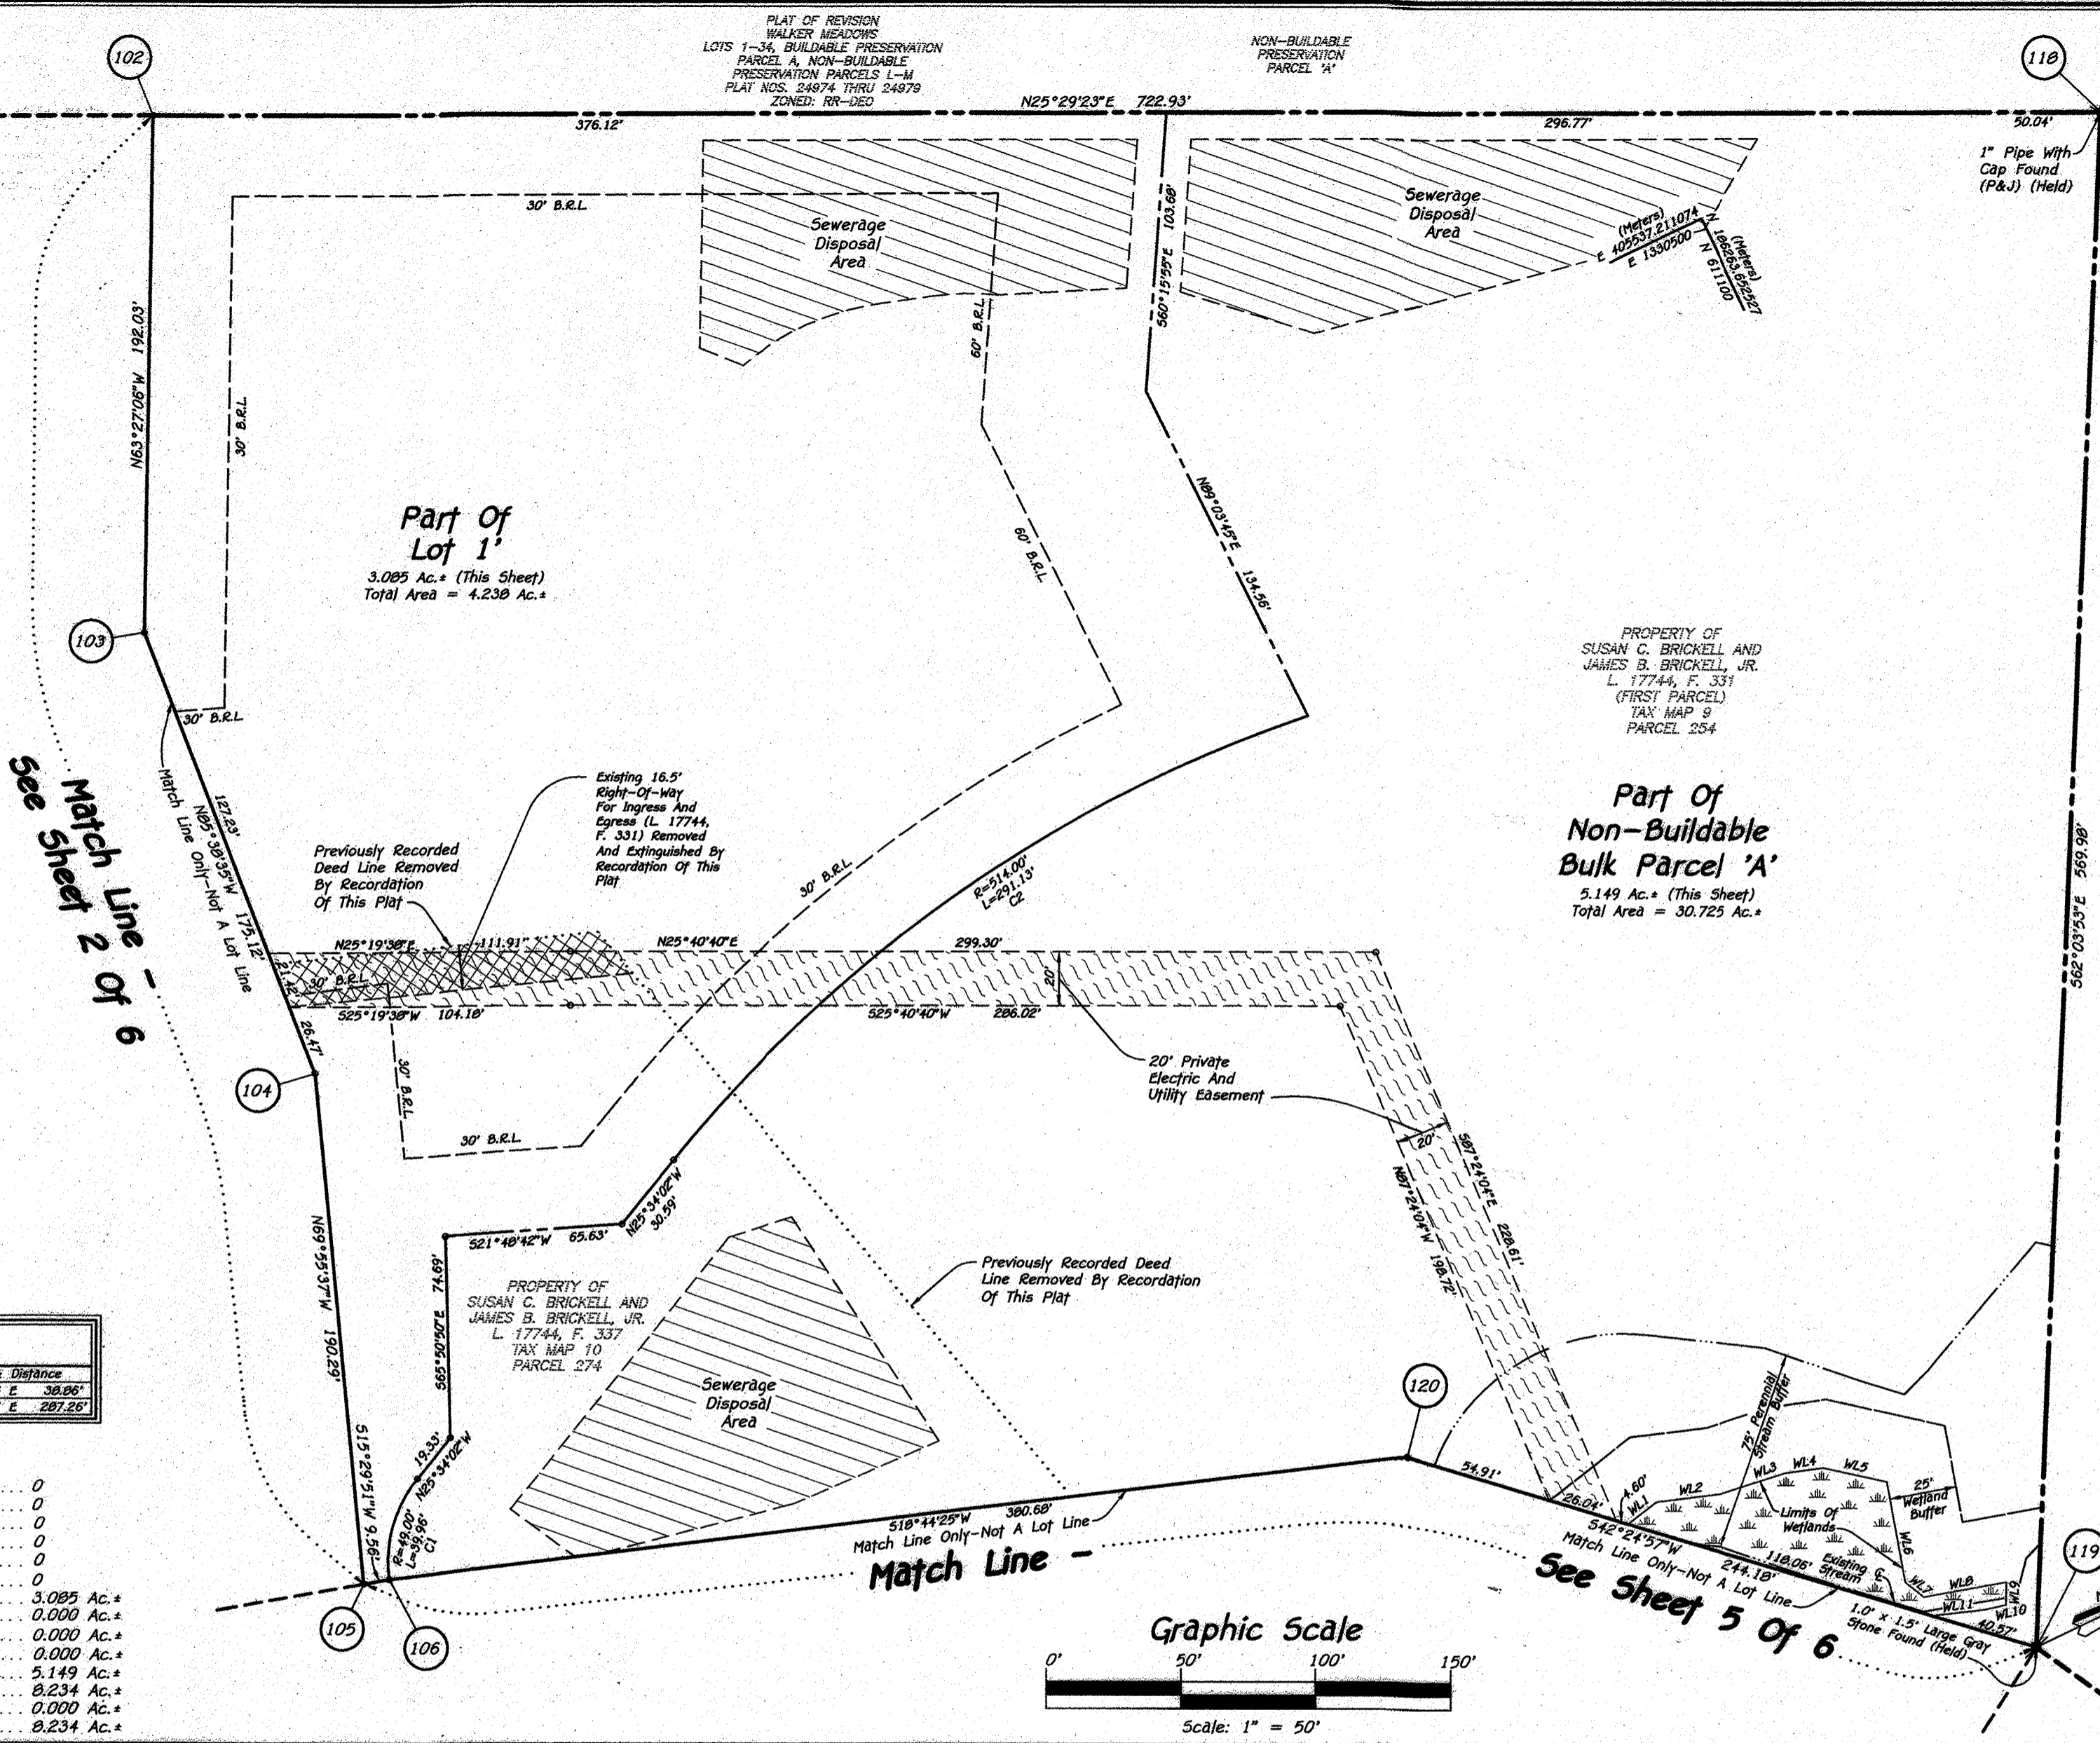 PLAT OF REVISION
WALKER MEADOWS
LOTS 1-34, BUILDABLE PRESERVATION
PARCEL A, NON-BUILDABLE
PRESERVATION PARCELS L-M
PLAT NOS. 24974 THRU 24979
ZONED: RR-DEO
NON-BUILDABLE
PRESERVATION
PARCEL 'A'
102
118
N25°29'23"E 722.93'
376.12'
296.77'
50.04'
1" Pipe With
Cap Found
(P&J) (Held)
30' B.R.L.
Sewerage
Disposal
Area
S60°15'55"E 103.68'
Sewerage
Disposal
Area
(Meters)
E 405537.211074
E 1330500
(Meters)
N 186263.652527
N 611100
N63°27'06"W 192.03'
30' B.R.L.
60' B.R.L.
60' B.R.L.
N89°03'45"E 134.56'
Part Of
Lot 1'
3.085 Ac.± (This Sheet)
Total Area = 4.238 Ac.±
103
30' B.R.L.
PROPERTY OF
SUSAN C. BRICKELL AND
JAMES B. BRICKELL, JR.
L. 17744, F. 331
(FIRST PARCEL)
TAX MAP 9
PARCEL 254
Part Of
Non-Buildable
Bulk Parcel 'A'
5.149 Ac.± (This Sheet)
Total Area = 30.725 Ac.±
S62°03'53"E 569.98'
Match Line -
See Sheet 2 Of 6
127.23'
N85°38'35"W 175.12'
Match Line Only-Not A Lot Line
Existing 16.5'
Right-Of-Way
For Ingress And
Egress (L. 17744,
F. 331) Removed
And Extinguished By
Recordation Of This
Plat
Previously Recorded
Deed Line Removed
By Recordation
Of This Plat
30' B.R.L.
R=514.00'
L=291.13'
C2
N25°19'38"E 111.91'
N25°40'40"E 299.30'
21.42'
30' B.R.L.
20'
S25°19'38"W 104.18'
S25°40'40"W 286.02'
26.47'
104
30' B.R.L.
30' B.R.L.
20' Private
Electric And
Utility Easement
20'
S87°24'04"E 228.61'
N87°24'04"W 198.72'
N25°34'02"W
30.59'
S21°48'42"W 65.63'
N69°55'37"W 190.29'
S65°50'50"E 74.69'
PROPERTY OF
SUSAN C. BRICKELL AND
JAMES B. BRICKELL, JR.
L. 17744, F. 337
TAX MAP 10
PARCEL 274
Previously Recorded Deed
Line Removed By Recordation
Of This Plat
Sewerage
Disposal
Area
Distance
E 38.86'
E 287.26'
120
75' Perennial
Stream Buffer
19.33'
N25°34'02"W
S15°29'51"W 9.56'
R=49.00'
L=39.96'
C1
S18°44'25"W 380.68'
Match Line Only-Not A Lot Line
Match Line -
See Sheet 5 Of 6
54.91'
26.04'
4.60'
WL1
WL2
WL3
WL4
WL5
25'
Wetland
Buffer
Limits Of
Wetlands
WL6
S42°24'57"W 244.18'
Match Line Only-Not A Lot Line
118.06'
Existing ℄
Stream
WL7
WL8
WL9
WL10
WL11
40.57'
1.0' x 1.5' Large Gray
Stone Found (Held)
119
105
106
... 0
... 0
... 0
... 0
... 0
... 0
... 3.085 Ac.±
... 0.000 Ac.±
... 0.000 Ac.±
... 0.000 Ac.±
... 5.149 Ac.±
... 8.234 Ac.±
... 0.000 Ac.±
... 8.234 Ac.±
Graphic Scale
0' 50' 100' 150'
Scale: 1" = 50'